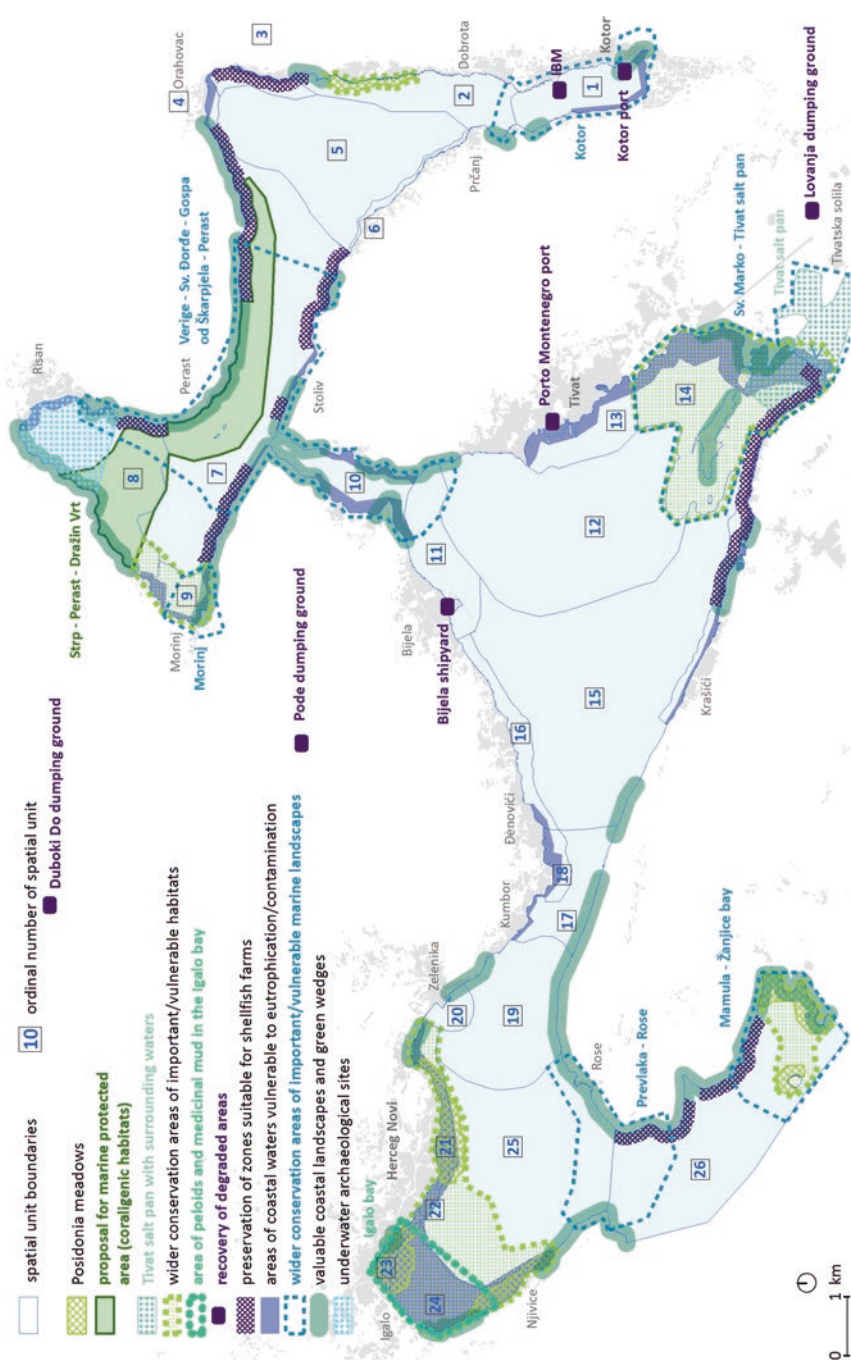 spatial unit boundaries
10 ordinal number of spatial unit
Duboki Do dumping ground
Posidonia meadows
proposal for marine protected
area (coraligenic habitats)
Tivat salt pan with surrounding waters
wider conservation areas of important/vulnerable habitats
area of peloids and medicinal mud in the Igalo bay
recovery of degraded areas
preservation of zones suitable for shellfish farms
areas of coastal waters vulnerable to eutrophication/contamination
wider conservation areas of important/vulnerable marine landscapes
valuable coastal landscapes and green wedges
underwater archaeological sites
Pode dumping ground
Strp - Perast - Dražin Vrt
Risan
Perast
Verige - Sv. Đorđe - Gospa
od Škarpjela - Perast
4
Orahovac
3
Morinj
Morinj
9
8
7
5
Stoliv
6
Dobrota
2
Prčanj
IBM
Kotor
1
Kotor
Kotor port
10
11
Bijela
Bijela shipyard
Porto Montenegro port
Tivat
13
12
14
Sv. Marko - Tivat salt pan
Tivat salt pan
Lovanja dumping ground
Tivatska solila
15
16
Krašići
Đenovići
18
17
Kumbor
Zelenika
20
19
Herceg Novi
21
22
Igalo bay
23
24
Igalo
Njivice
25
Rose
Prevlaka - Rose
Mamula - Žanjice bay
26
0 1 km